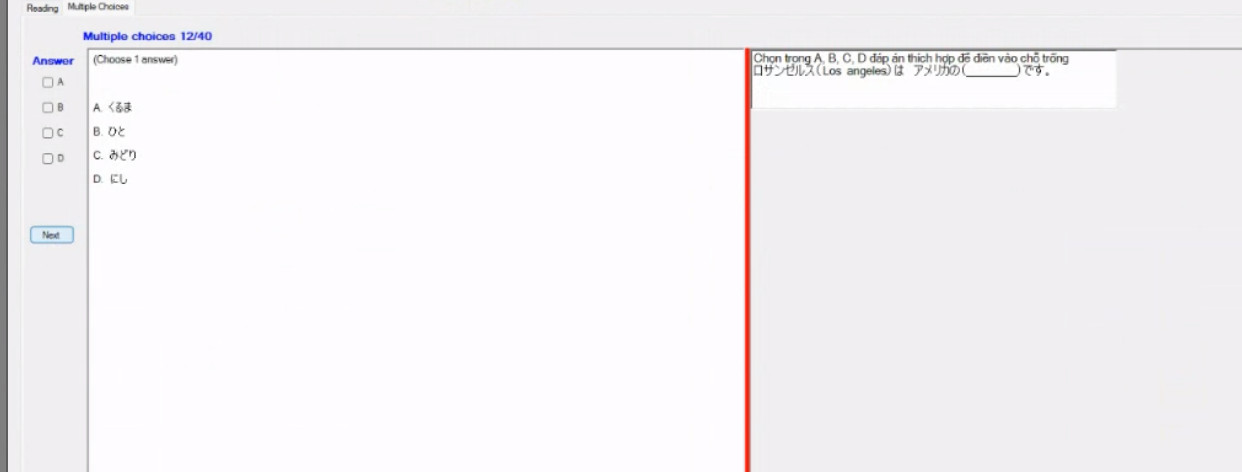 Reading Multiple Choices
Multiple choices 12/40
Answer
(Choose 1 answer)
A
B
C
D
A. くるま
B. ひと
C. みどり
D. にし
Next
Chọn trong A, B, C, D đáp án thích hợp để điền vào chỗ trống
ロサンゼルス(Los angeles)は アメリカの(________)です。